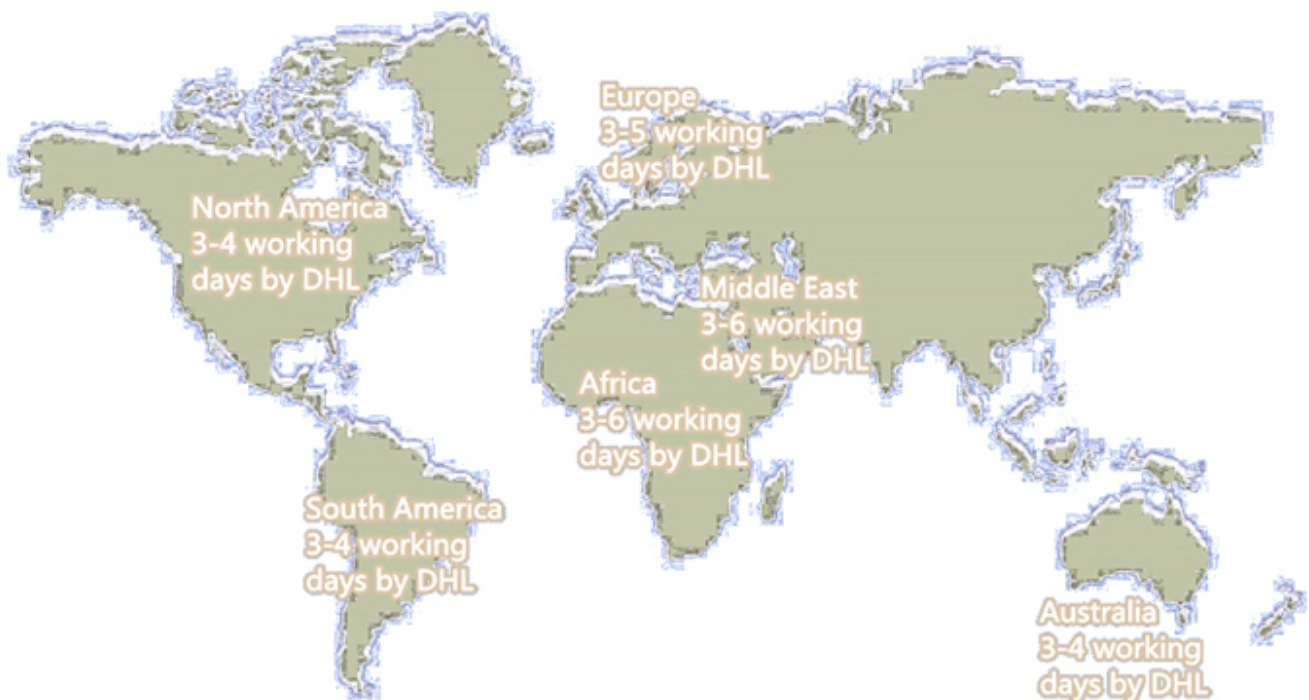 Europe
3-5 working
days by DHL
North America
3-4 working
days by DHL
Middle East
3-6 working
days by DHL
Africa
3-6 working
days by DHL
South America
3-4 working
days by DHL
Australia
3-4 working
days by DHL